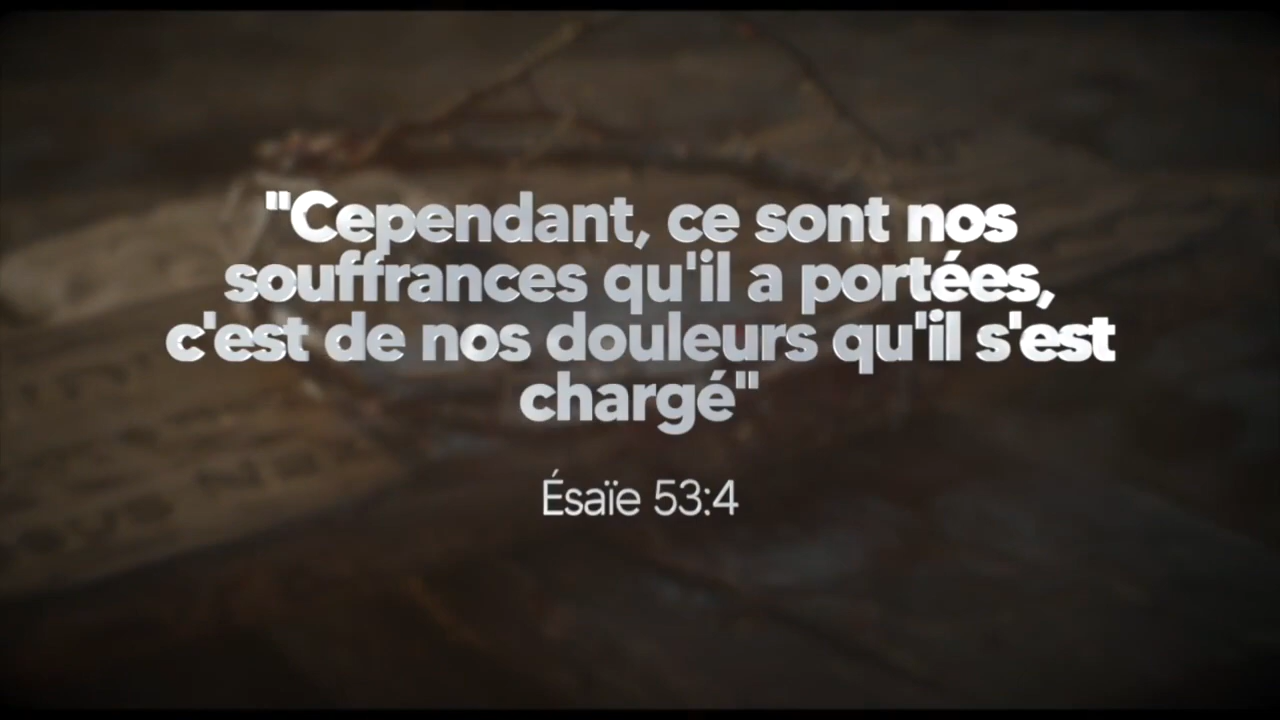 "Cependant, ce sont nos
souffrances qu'il a portées,
c'est de nos douleurs qu'il s'est
chargé"
Ésaïe 53:4